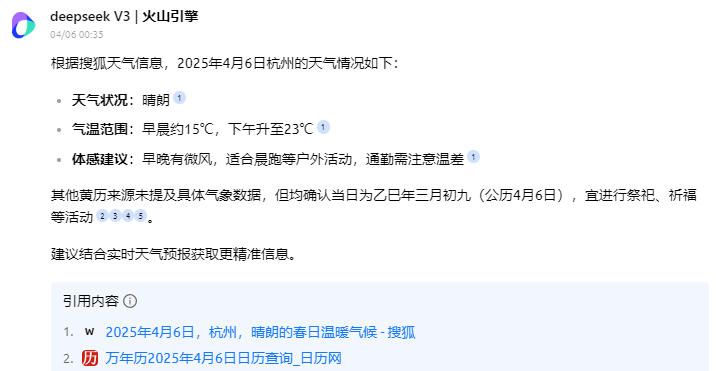 deepseek V3 | 火山引擎
04/06 00:35
根据搜狐天气信息，2025年4月6日杭州的天气情况如下：
• 天气状况：晴朗 1
• 气温范围：早晨约15℃，下午升至23℃ 1
• 体感建议：早晚有微风，适合晨跑等户外活动，通勤需注意温差 1
其他黄历来源未提及具体气象数据，但均确认当日为乙巳年三月初九（公历4月6日），宜进行祭祀、祈福
等活动 2 3 4 5。
建议结合实时天气预报获取更精准信息。
引用内容
1. W 2025年4月6日，杭州，晴朗的春日温暖气候 - 搜狐
2. 历 万年历2025年4月6日日历查询_日历网